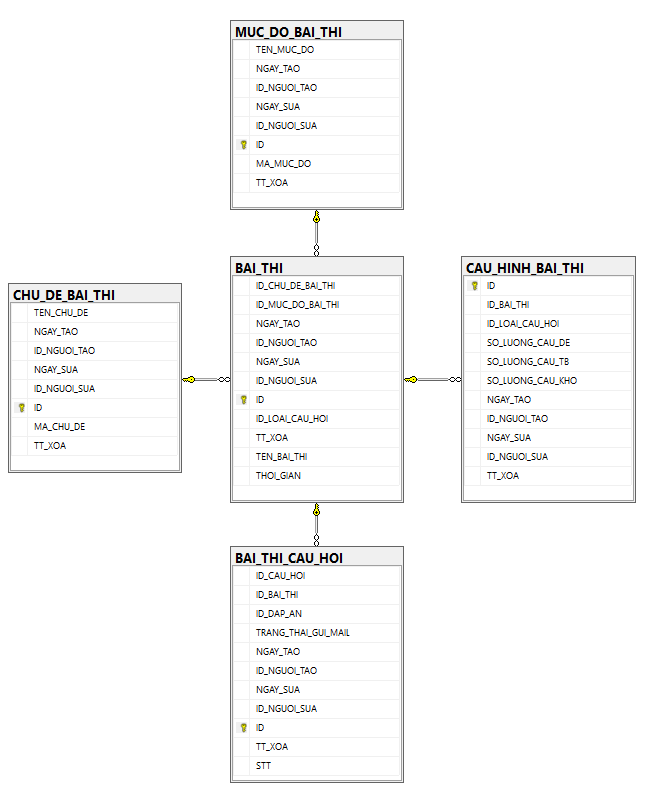 MUC_DO_BAI_THI
TEN_MUC_DO
NGAY_TAO
ID_NGUOI_TAO
NGAY_SUA
ID_NGUOI_SUA
ID
MA_MUC_DO
TT_XOA
CHU_DE_BAI_THI
TEN_CHU_DE
NGAY_TAO
ID_NGUOI_TAO
NGAY_SUA
ID_NGUOI_SUA
ID
MA_CHU_DE
TT_XOA
BAI_THI
ID_CHU_DE_BAI_THI
ID_MUC_DO_BAI_THI
NGAY_TAO
ID_NGUOI_TAO
NGAY_SUA
ID_NGUOI_SUA
ID
ID_LOAI_CAU_HOI
TT_XOA
TEN_BAI_THI
THOI_GIAN
CAU_HINH_BAI_THI
ID
ID_BAI_THI
ID_LOAI_CAU_HOI
SO_LUONG_CAU_DE
SO_LUONG_CAU_TB
SO_LUONG_CAU_KHO
NGAY_TAO
ID_NGUOI_TAO
NGAY_SUA
ID_NGUOI_SUA
TT_XOA
BAI_THI_CAU_HOI
ID_CAU_HOI
ID_BAI_THI
ID_DAP_AN
TRANG_THAI_GUI_MAIL
NGAY_TAO
ID_NGUOI_TAO
NGAY_SUA
ID_NGUOI_SUA
ID
TT_XOA
STT